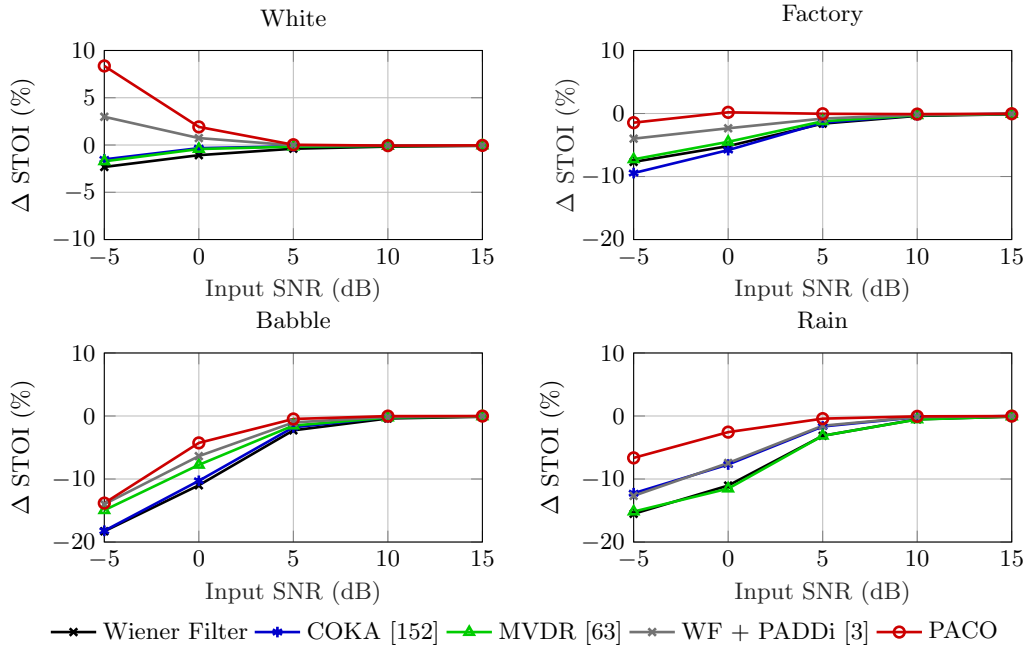 White
Factory
Δ STOI (%)
10
5
0
−5
−10
−5 0 5 10 15
Input SNR (dB)
Δ STOI (%)
10
0
−10
−20
−5 0 5 10 15
Input SNR (dB)
Babble
Rain
Δ STOI (%)
10
0
−10
−20
−5 0 5 10 15
Input SNR (dB)
Δ STOI (%)
10
0
−10
−20
−5 0 5 10 15
Input SNR (dB)
Wiener Filter COKA [152] MVDR [63] WF + PADDi [3] PACO